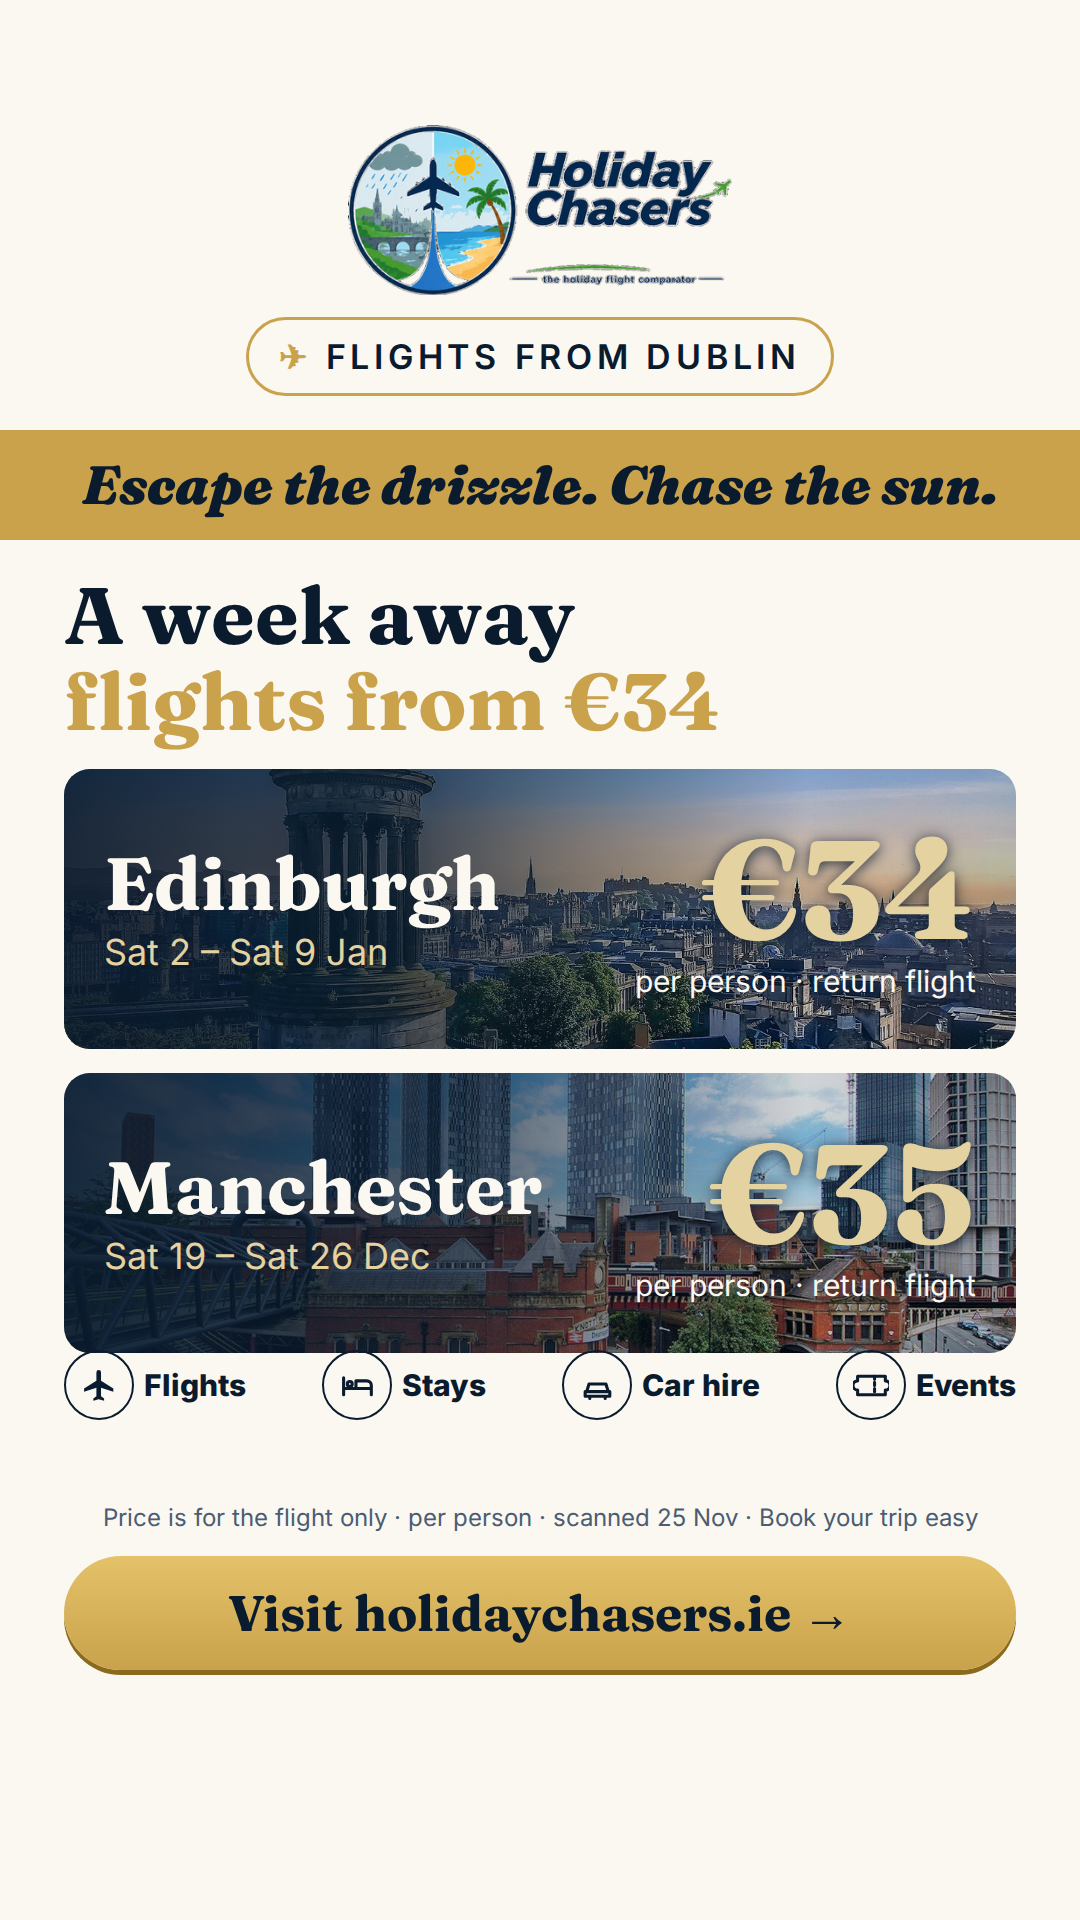 Holiday
Chasers
the holiday flight comparator
✈ FLIGHTS FROM DUBLIN
Escape the drizzle. Chase the sun.
A week away
flights from €34
Edinburgh
Sat 2 – Sat 9 Jan
€34
per person · return flight
Manchester
Sat 19 – Sat 26 Dec
€35
per person · return flight
ATLAS
Flights
Stays
Car hire
Events
Price is for the flight only · per person · scanned 25 Nov · Book your trip easy
Visit holidaychasers.ie →